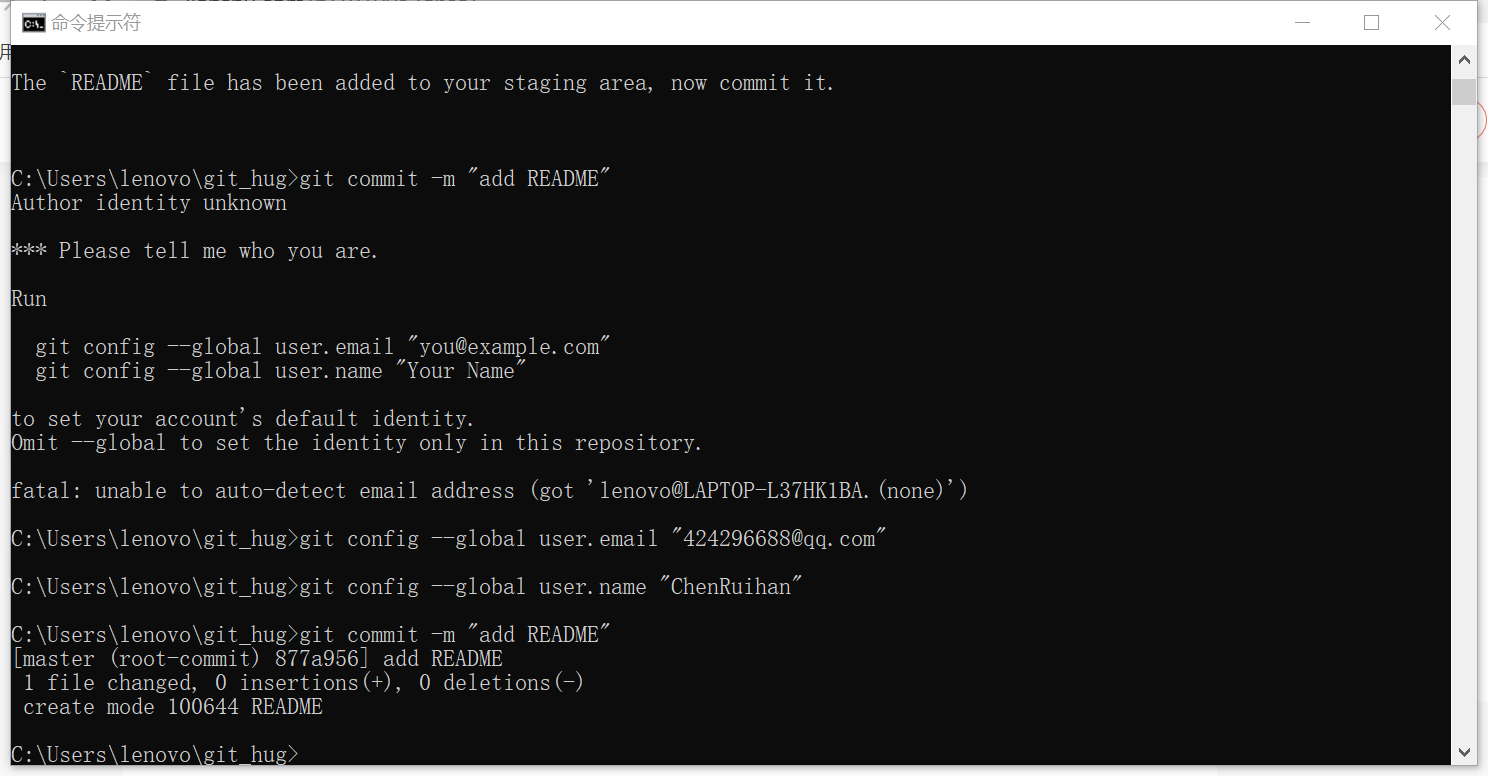 命令提示符
用
The `README` file has been added to your staging area, now commit it.
C:\Users\lenovo\git_hug>git commit -m "add README"
Author identity unknown
*** Please tell me who you are.
Run
git config --global user.email "you@example.com"
git config --global user.name "Your Name"
to set your account's default identity.
Omit --global to set the identity only in this repository.
fatal: unable to auto-detect email address (got 'lenovo@LAPTOP-L37HK1BA.(none)')
C:\Users\lenovo\git_hug>git config --global user.email "424296688@qq.com"
C:\Users\lenovo\git_hug>git config --global user.name "ChenRuihan"
C:\Users\lenovo\git_hug>git commit -m "add README"
[master (root-commit) 877a956] add README
1 file changed, 0 insertions(+), 0 deletions(-)
create mode 100644 README
C:\Users\lenovo\git_hug>